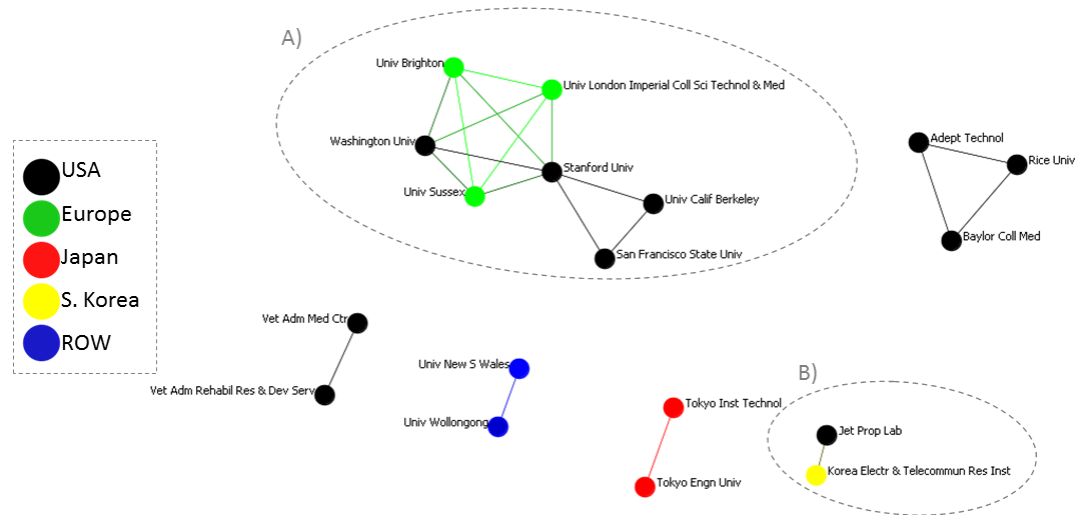 A)
Univ Brighton
Univ London Imperial Coll Sci Technol & Med
Washington Univ
Stanford Univ
Univ Sussex
Univ Calif Berkeley
San Francisco State Univ
Adept Technol
Rice Univ
Baylor Coll Med
USA
Europe
Japan
S. Korea
ROW
Vet Adm Med Ctr
Vet Adm Rehabil Res & Dev Serv
Univ New S Wales
Univ Wollongong
Tokyo Inst Technol
Tokyo Engn Univ
B)
Jet Prop Lab
Korea Electr & Telecommun Res Inst